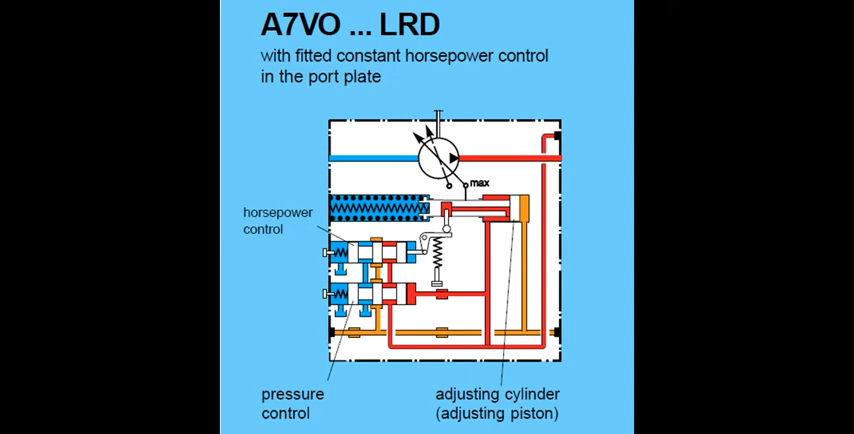 A7VO ... LRD
with fitted constant horsepower control
in the port plate
max
horsepower
control
pressure
control
adjusting cylinder
(adjusting piston)